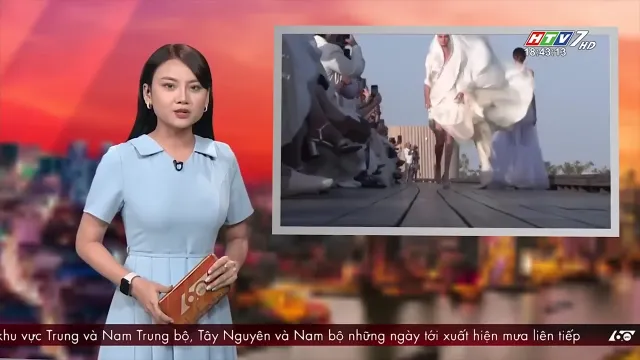 HTV7 HD
18:43:13
khu vực Trung và Nam Trung bộ, Tây Nguyên và Nam bộ những ngày tới xuất hiện mưa liên tiếp